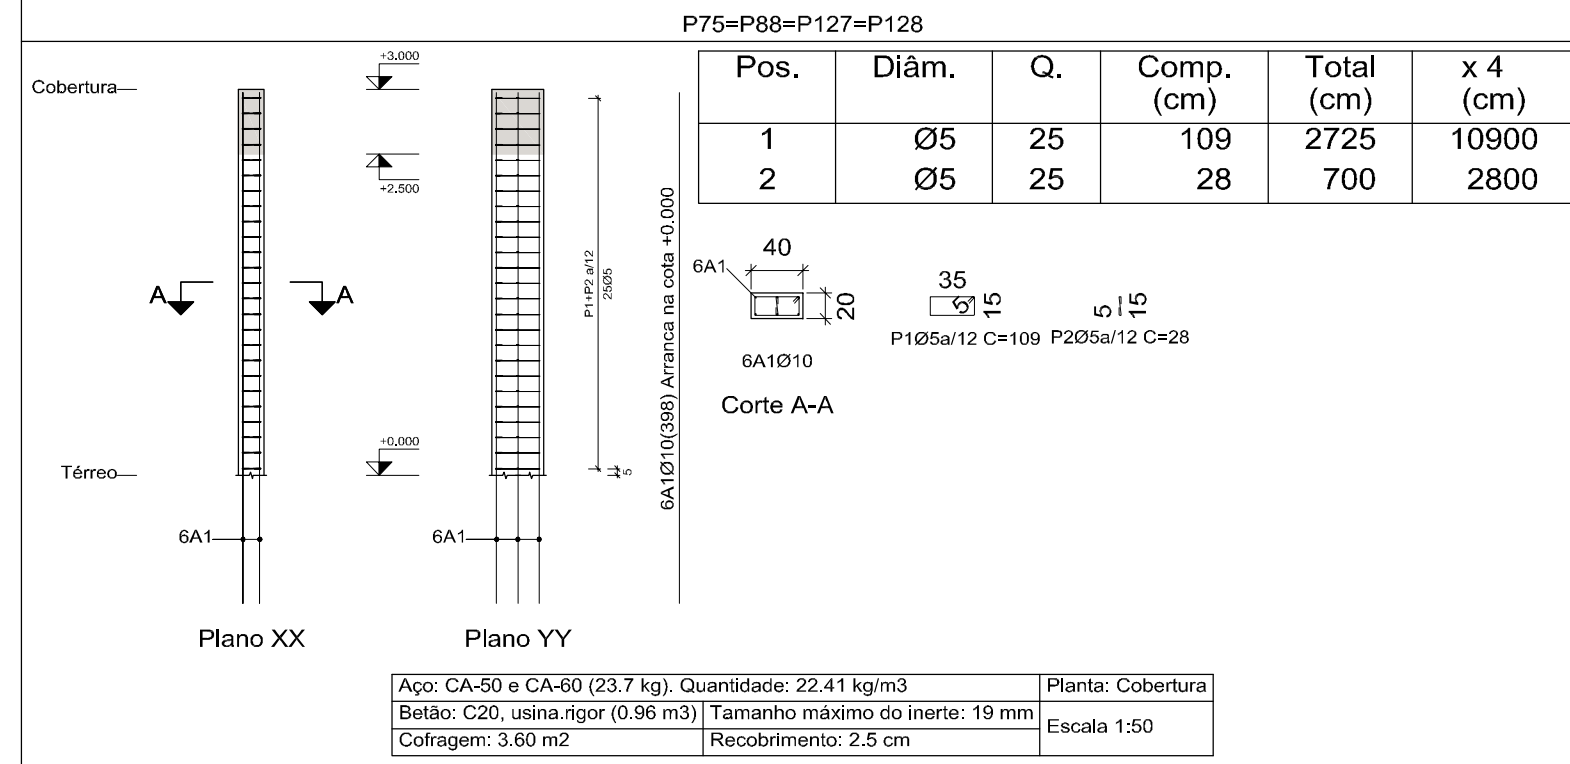 P75=P88=P127=P128
Pos. Diâm. Q. Comp. (cm) Total (cm) x 4 (cm)
1 Ø5 25 109 2725 10900
2 Ø5 25 28 700 2800
+3.000
Cobertura
+2.500
A A
P1+P2 a/12
25Ø5
+0.000
Térreo
5
6A1Ø10(398) Arranca na cota +0.000
6A1
6A1
Plano XX
Plano YY
40
6A1
20
6A1Ø10
Corte A-A
35
5
15
P1Ø5a/12 C=109
5
15
P2Ø5a/12 C=28
Aço: CA-50 e CA-60 (23.7 kg). Quantidade: 22.41 kg/m3
Planta: Cobertura
Betão: C20, usina.rigor (0.96 m3)
Tamanho máximo do inerte: 19 mm
Escala 1:50
Cofragem: 3.60 m2
Recobrimento: 2.5 cm